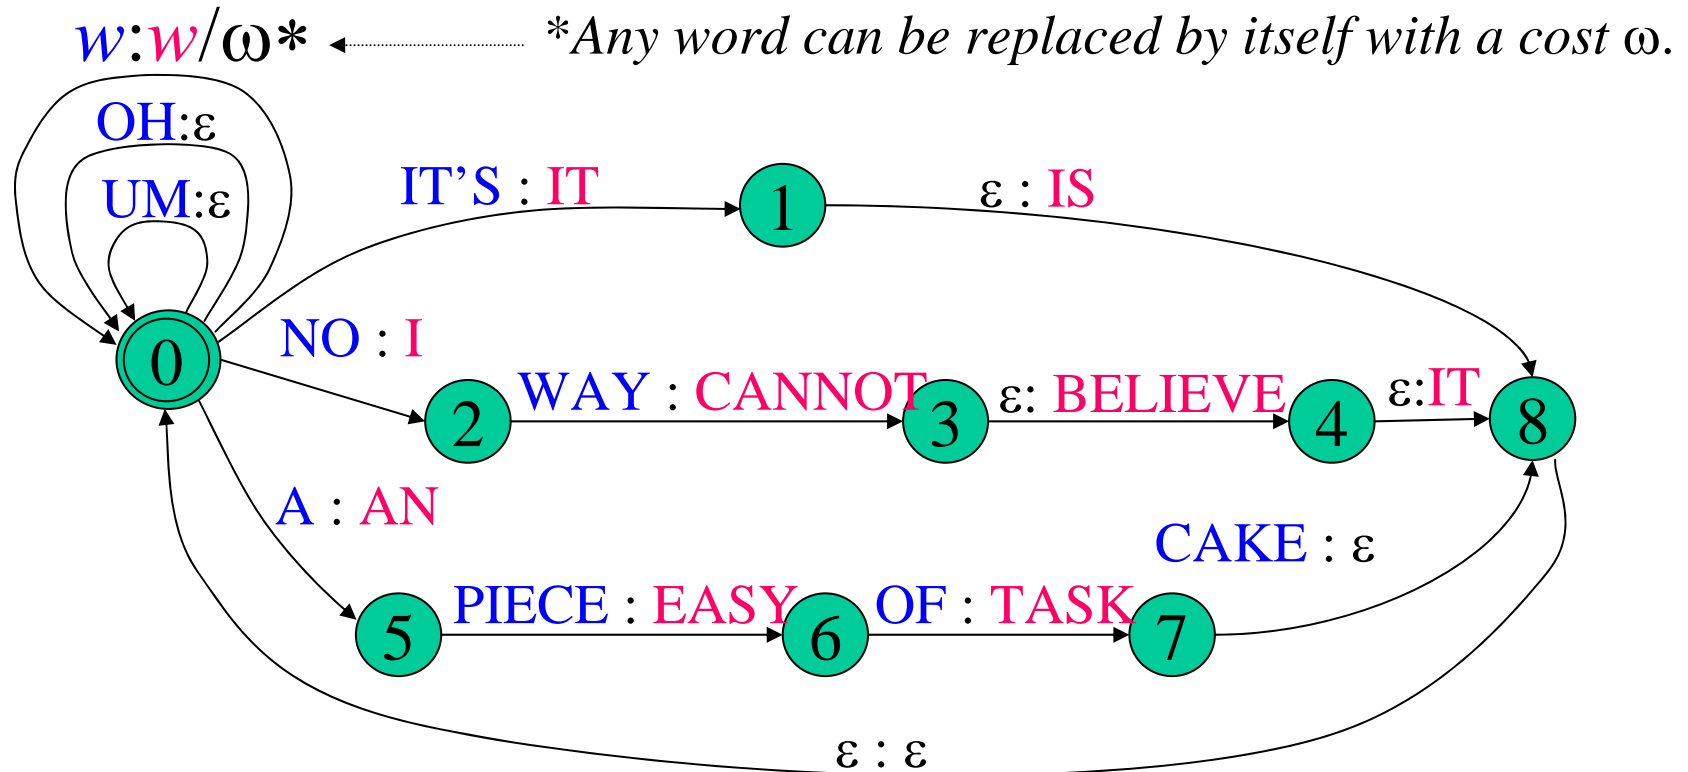 w:w/ω* *Any word can be replaced by itself with a cost ω.
OH:ε
UM:ε
IT’S : IT
1
ε : IS
0
NO : I
2
WAY : CANNOT
3
ε: BELIEVE
4
ε:IT
8
A : AN
5
PIECE : EASY
6
OF : TASK
7
CAKE : ε
ε : ε